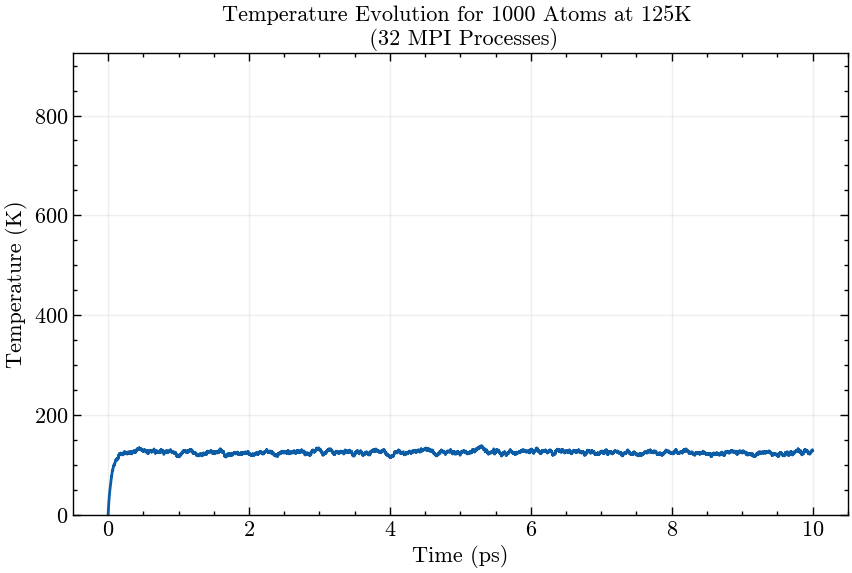 Temperature Evolution for 1000 Atoms at 125K
(32 MPI Processes)
Temperature (K)
800
600
400
200
0
0 2 4 6 8 10
Time (ps)